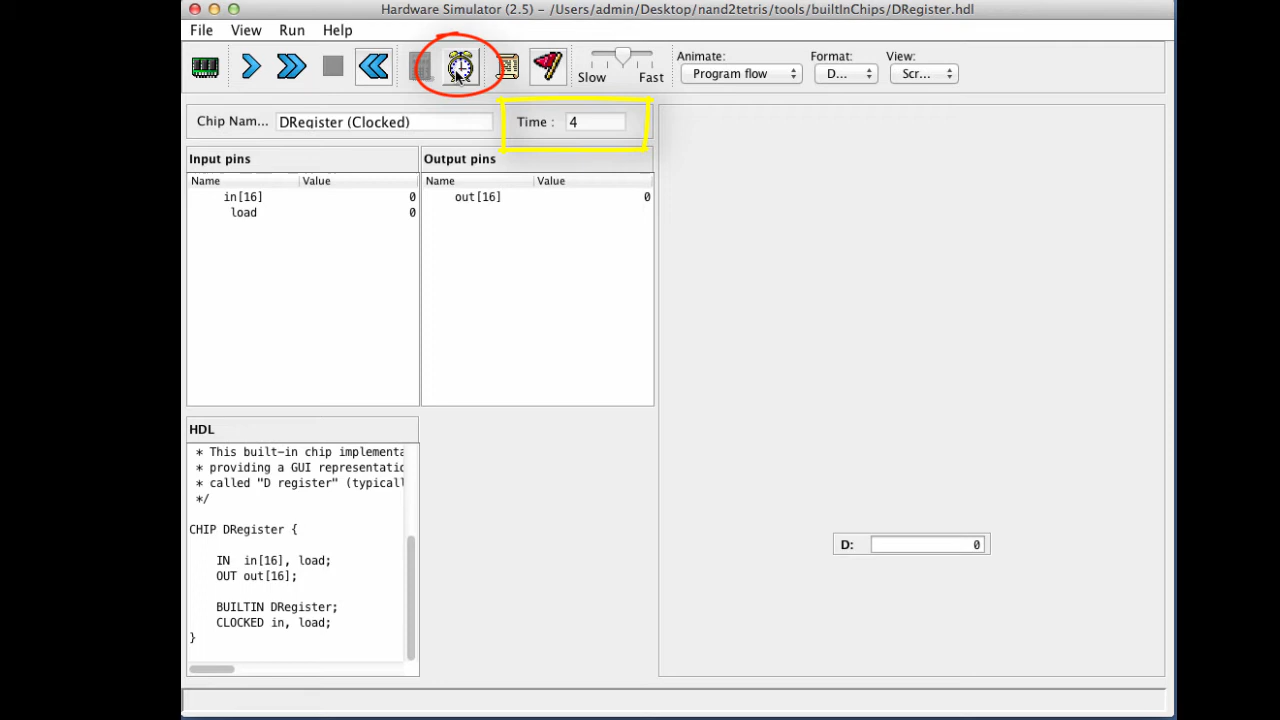 Hardware Simulator (2.5) – /Users/admin/Desktop/nand2tetris/tools/builtInChips/DRegister.hdl
File View Run Help
Slow Fast
Animate:
Program flow
Format:
D...
View:
Scr...
Chip Nam... DRegister (Clocked)
Time : 4
Input pins
Name Value
in[16] 0
load 0
Output pins
Name Value
out[16] 0
HDL
* This built-in chip implementa
* providing a GUI representatio
* called "D register" (typicall
*/
CHIP DRegister {
IN in[16], load;
OUT out[16];
BUILTIN DRegister;
CLOCKED in, load;
}
D: 0